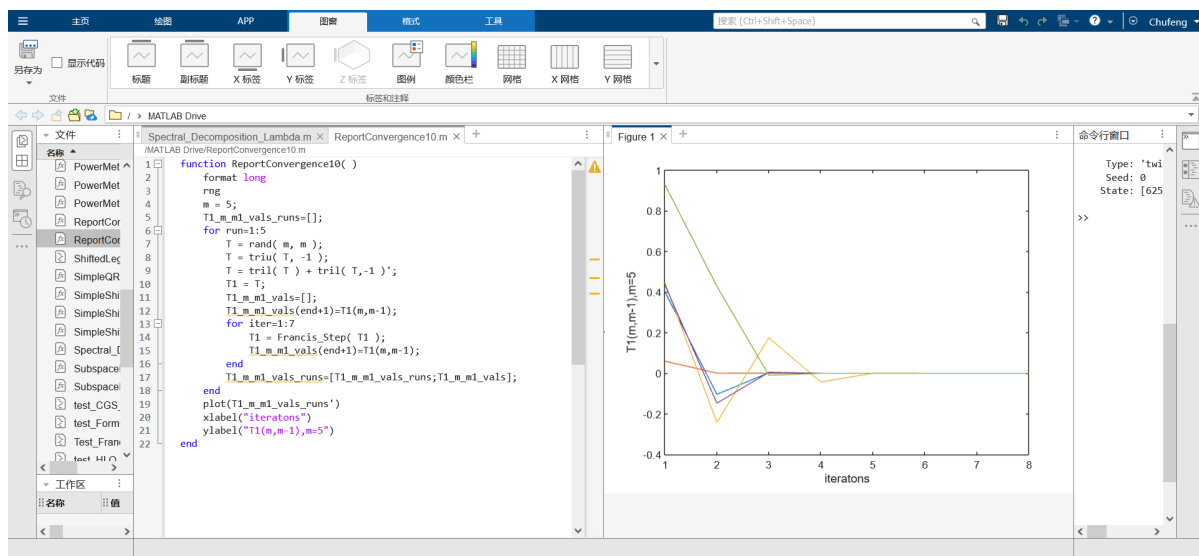 主页 绘图 APP 图窗 格式 工具 搜索 (Ctrl+Shift+Space) Chufeng
另存为 显示代码 标题 副标题 X 标签 Y 标签 Z 标签 图例 颜色栏 网格 X 网格 Y 网格
文件 标签和注释
/ › MATLAB Drive
文件
名称
PowerMet
PowerMet
PowerMet
ReportCor
ReportCor
ShiftedLeg
SimpleQR
SimpleShi
SimpleShi
SimpleShi
Spectral_D
Subspacel
Subspacel
test_CGS_
test_Form
Test_Fran
test_HLQ
工作区
名称 值
Spectral_Decomposition_Lambda.m × ReportConvergence10.m × +
/MATLAB Drive/ReportConvergence10.m
1 function ReportConvergence10( )
2 format long
3 rng
4 m = 5;
5 T1_m_m1_vals_runs=[];
6 for run=1:5
7 T = rand( m, m );
8 T = triu( T, -1 );
9 T = tril( T ) + tril( T,-1 )';
10 T1 = T;
11 T1_m_m1_vals=[];
12 T1_m_m1_vals(end+1)=T1(m,m-1);
13 for iter=1:7
14 T1 = Francis_Step( T1 );
15 T1_m_m1_vals(end+1)=T1(m,m-1);
16 end
17 T1_m_m1_vals_runs=[T1_m_m1_vals_runs;T1_m_m1_vals];
18 end
19 plot(T1_m_m1_vals_runs')
20 xlabel("iteratons")
21 ylabel("T1(m,m-1),m=5")
22 end
Figure 1 × +
T1(m,m-1),m=5
1
0.8
0.6
0.4
0.2
0
-0.2
-0.4
1 2 3 4 5 6 7 8
iteratons
命令行窗口
Type: 'twi
Seed: 0
State: [625
>>